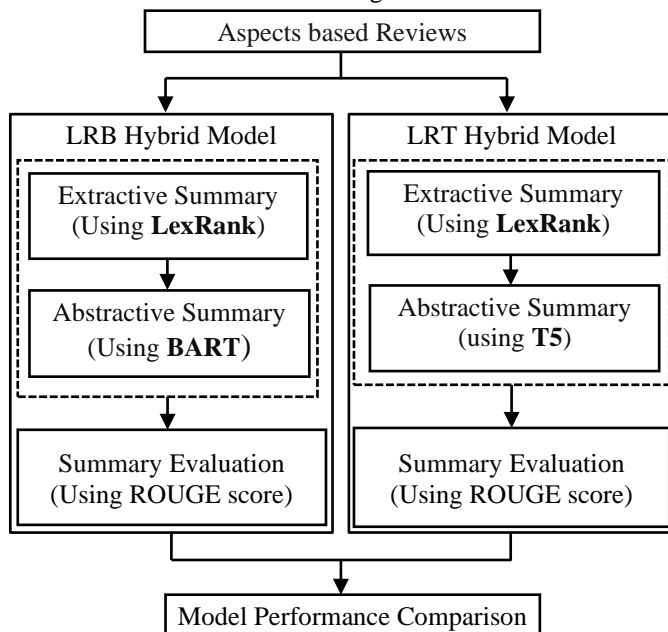 Aspects based Reviews
LRB Hybrid Model
Extractive Summary
(Using LexRank)
Abstractive Summary
(Using BART)
Summary Evaluation
(Using ROUGE score)
LRT Hybrid Model
Extractive Summary
(Using LexRank)
Abstractive Summary
(using T5)
Summary Evaluation
(Using ROUGE score)
Model Performance Comparison